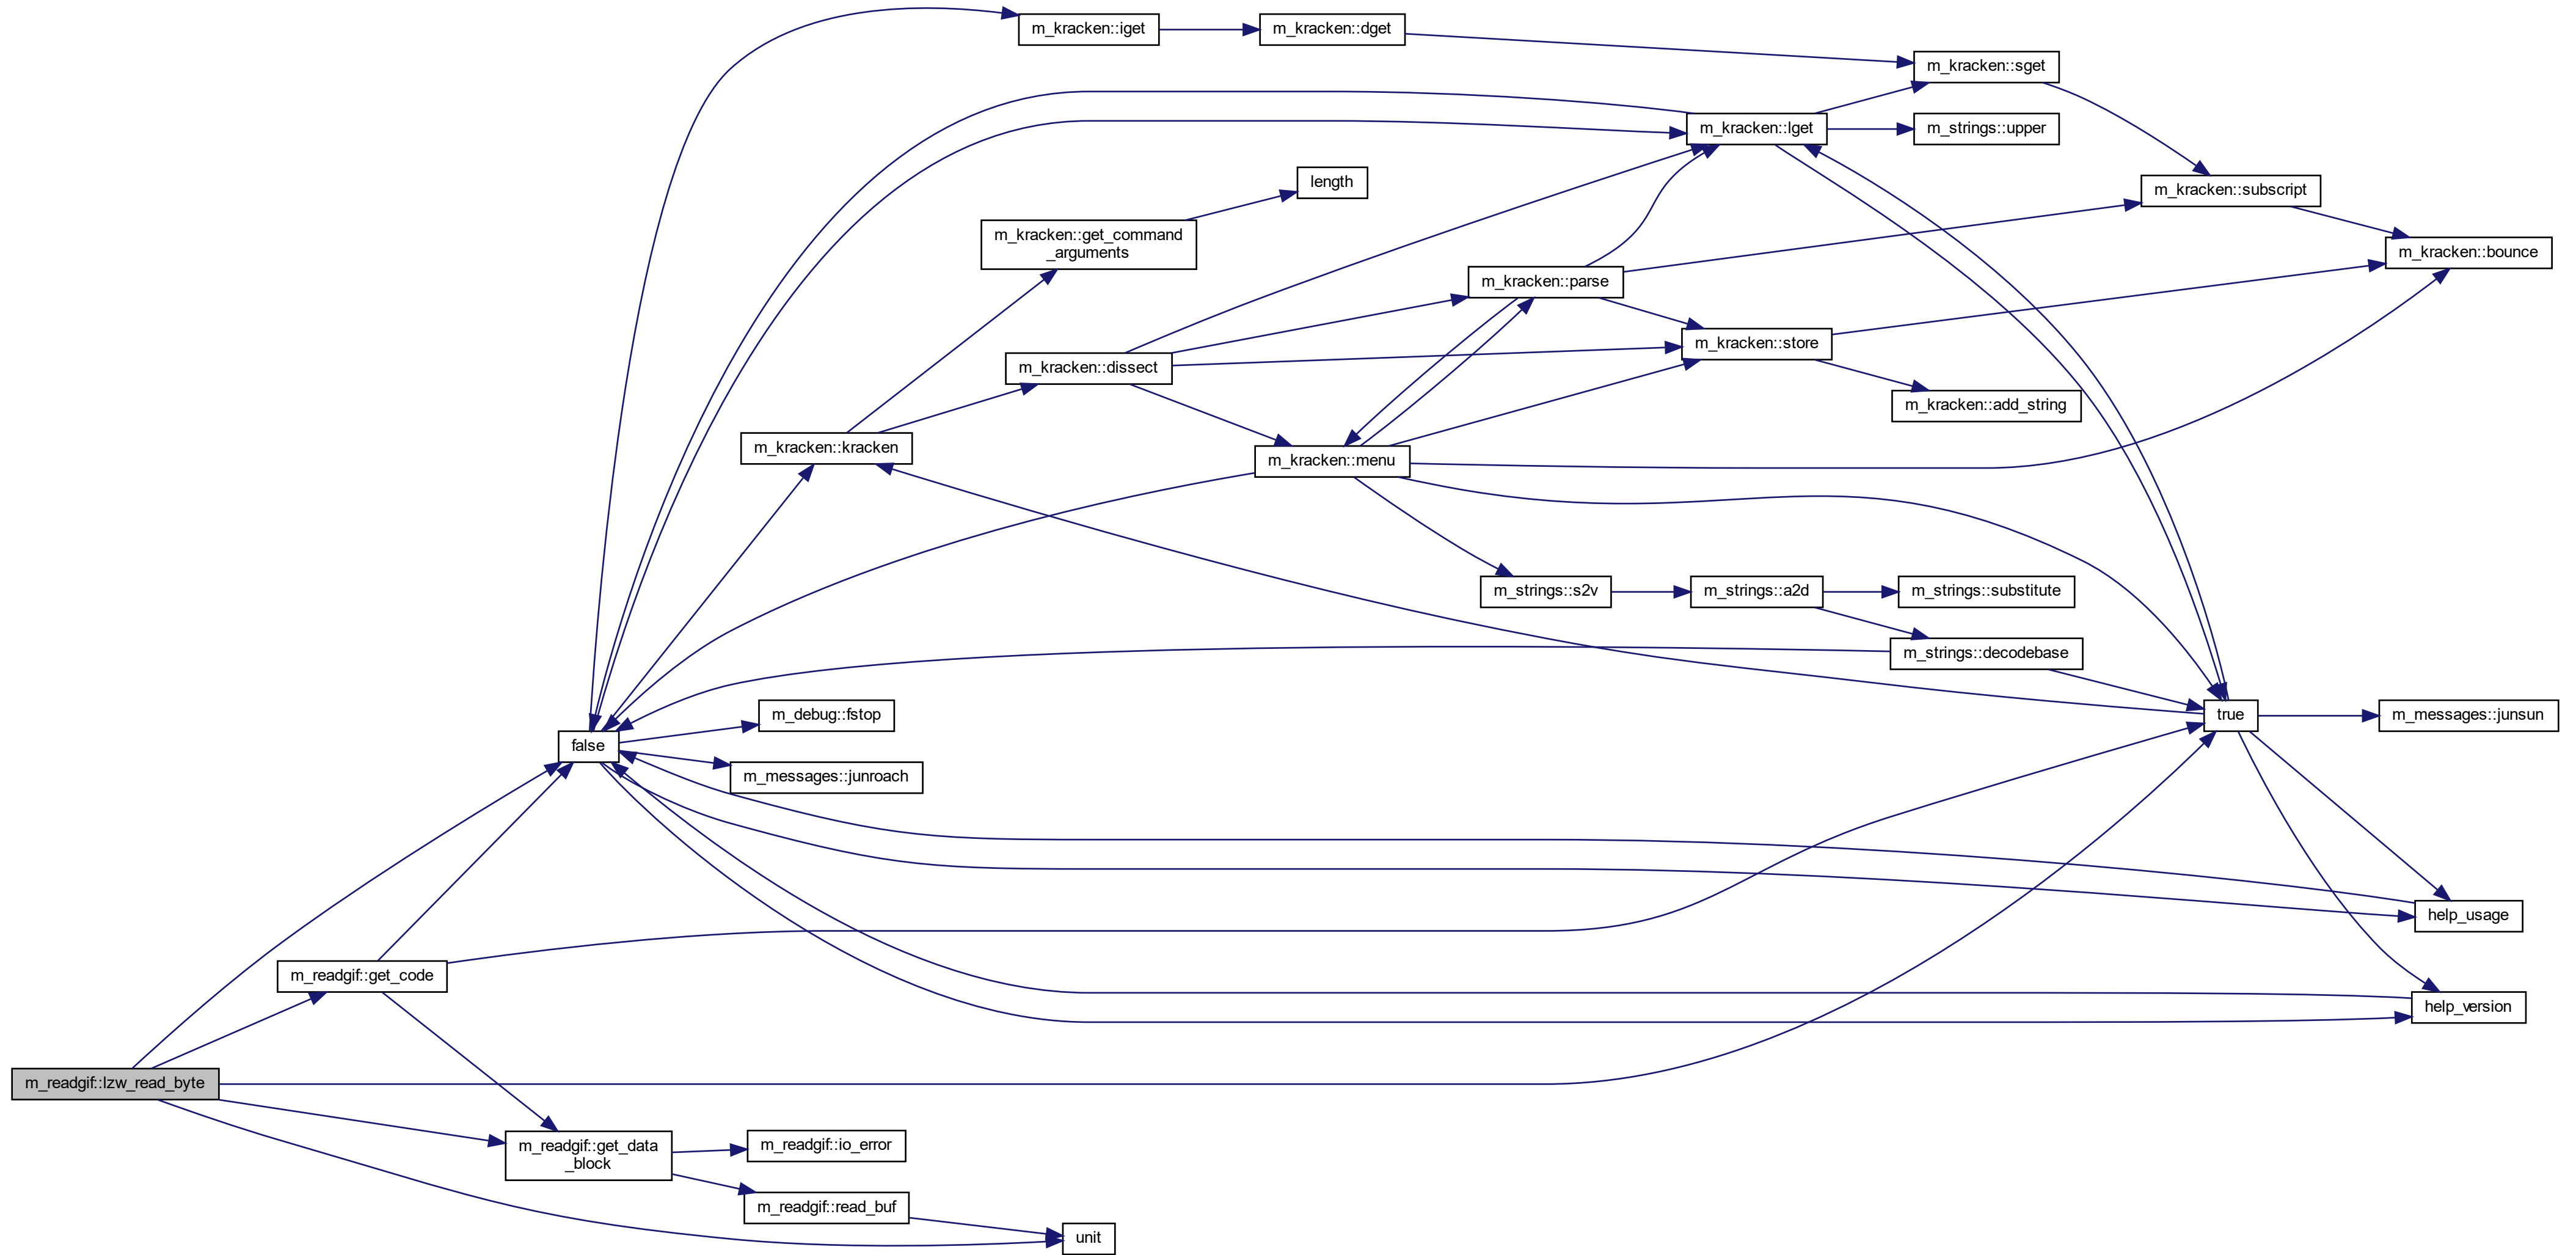 m_kracken::iget
m_kracken::dget
m_kracken::sget
m_kracken::lget
m_strings::upper
length
m_kracken::subscript
m_kracken::get_command
_arguments
m_kracken::bounce
m_kracken::parse
m_kracken::store
m_kracken::dissect
m_kracken::add_string
m_kracken::kracken
m_kracken::menu
m_strings::s2v
m_strings::a2d
m_strings::substitute
m_strings::decodebase
m_debug::fstop
true
m_messages::junsun
false
m_messages::junroach
help_usage
m_readgif::get_code
help_version
m_readgif::lzw_read_byte
m_readgif::get_data
_block
m_readgif::io_error
m_readgif::read_buf
unit